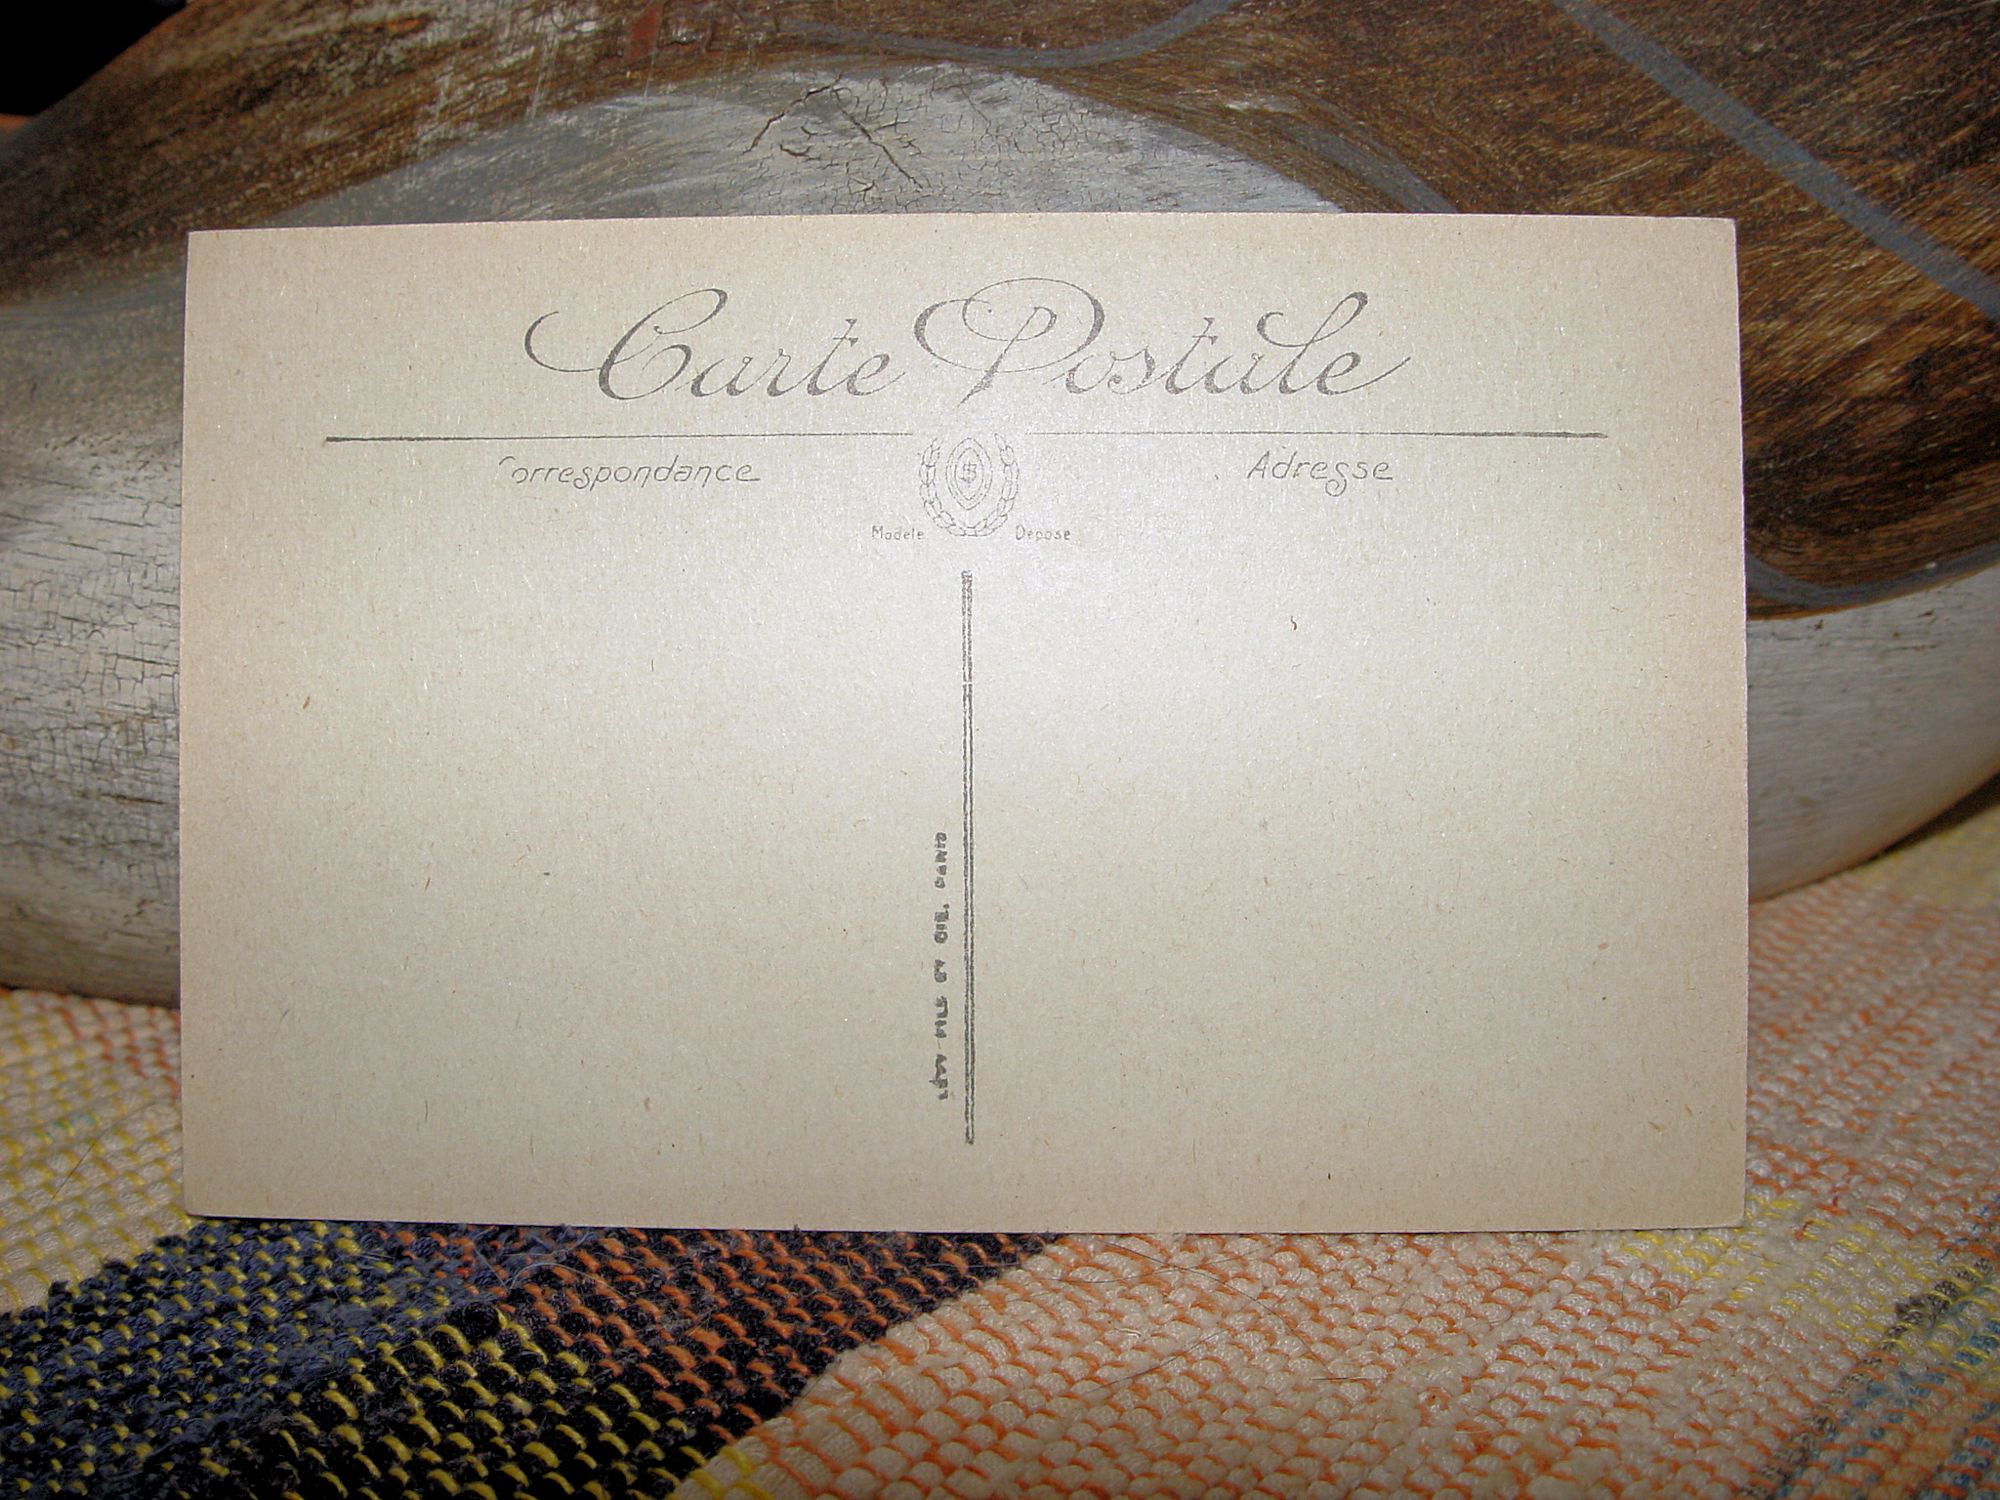 Carte Postale
Correspondance
Adresse
Modele Depose
LÉVY FILS ET CIE. PARIS